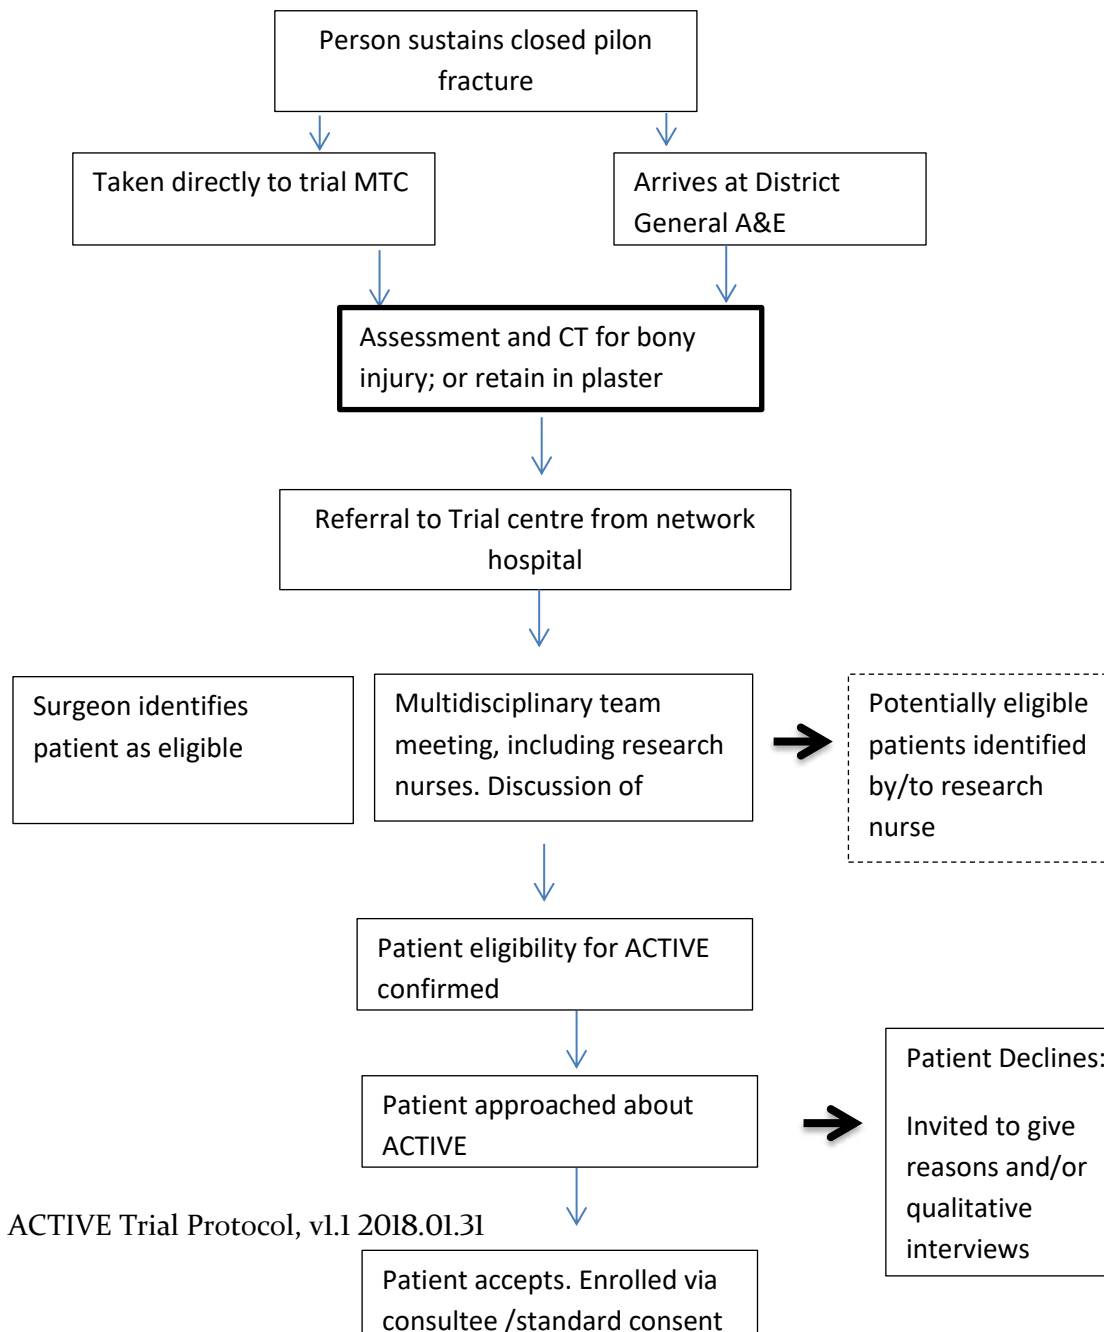 Person sustains closed pilon
fracture
Taken directly to trial MTC
Arrives at District
General A&E
Assessment and CT for bony
injury; or retain in plaster
Referral to Trial centre from network
hospital
Surgeon identifies
patient as eligible
Multidisciplinary team
meeting, including research
nurses. Discussion of
Potentially eligible
patients identified
by/to research
nurse
Patient eligibility for ACTIVE
confirmed
Patient approached about
ACTIVE
Patient Declines:
Invited to give
reasons and/or
qualitative
interviews
ACTIVE Trial Protocol, v1.1 2018.01.31
Patient accepts. Enrolled via
consultee /standard consent